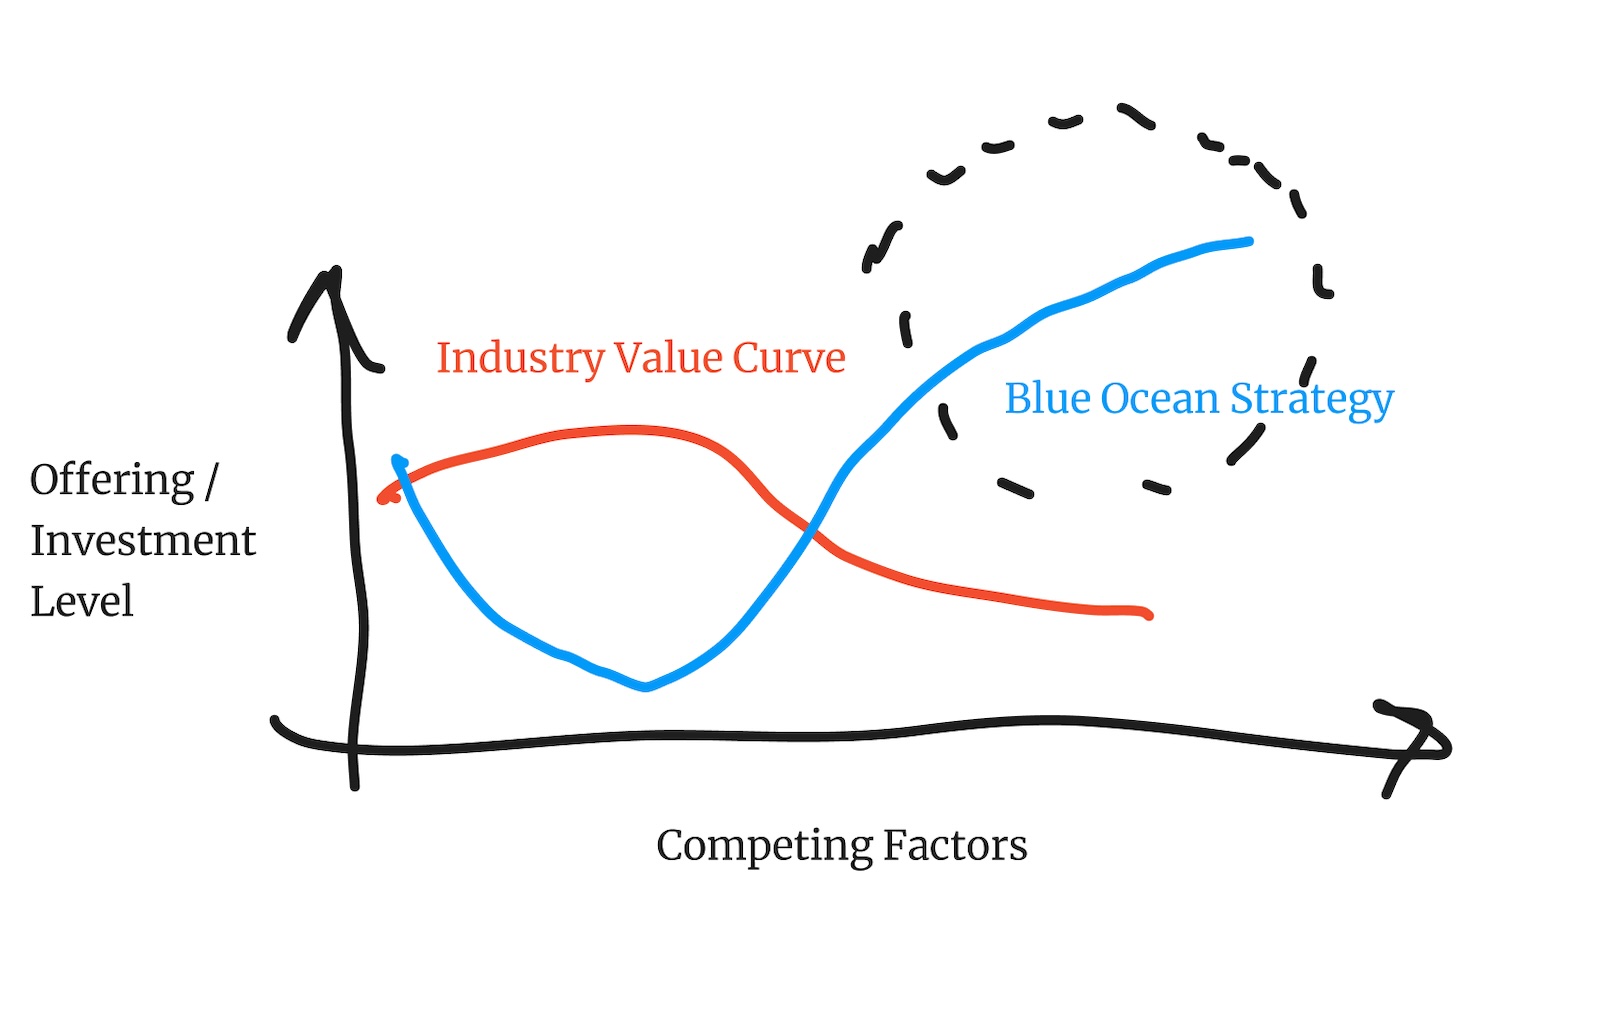 Industry Value Curve
Blue Ocean Strategy
Offering /
Investment
Level
Competing Factors